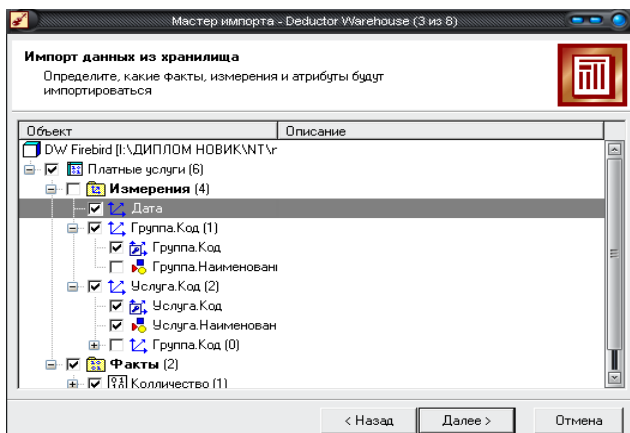 Мастер импорта - Deductor Warehouse (3 из 8)
Импорт данных из хранилища
Определите, какие факты, измерения и атрибуты будут
импортироваться
Объект Описание
DW Firebird [I:\ДИПЛОМ НОВИК\NT\r
Платные услуги (6)
Измерения (4)
Дата
Группа.Код (1)
Группа.Код
Группа.Наименовани
Услуга.Код (2)
Услуга.Код
Услуга.Наименован
Группа.Код (0)
Факты (2)
Колличество (1)
< Назад Далее > Отмена